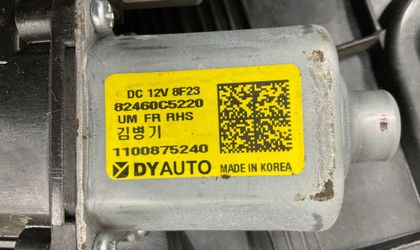 DC 12V 8F23
82460C5220
UM FR RHS
김병기
1100875240
DYAUTO MADE IN KOREA